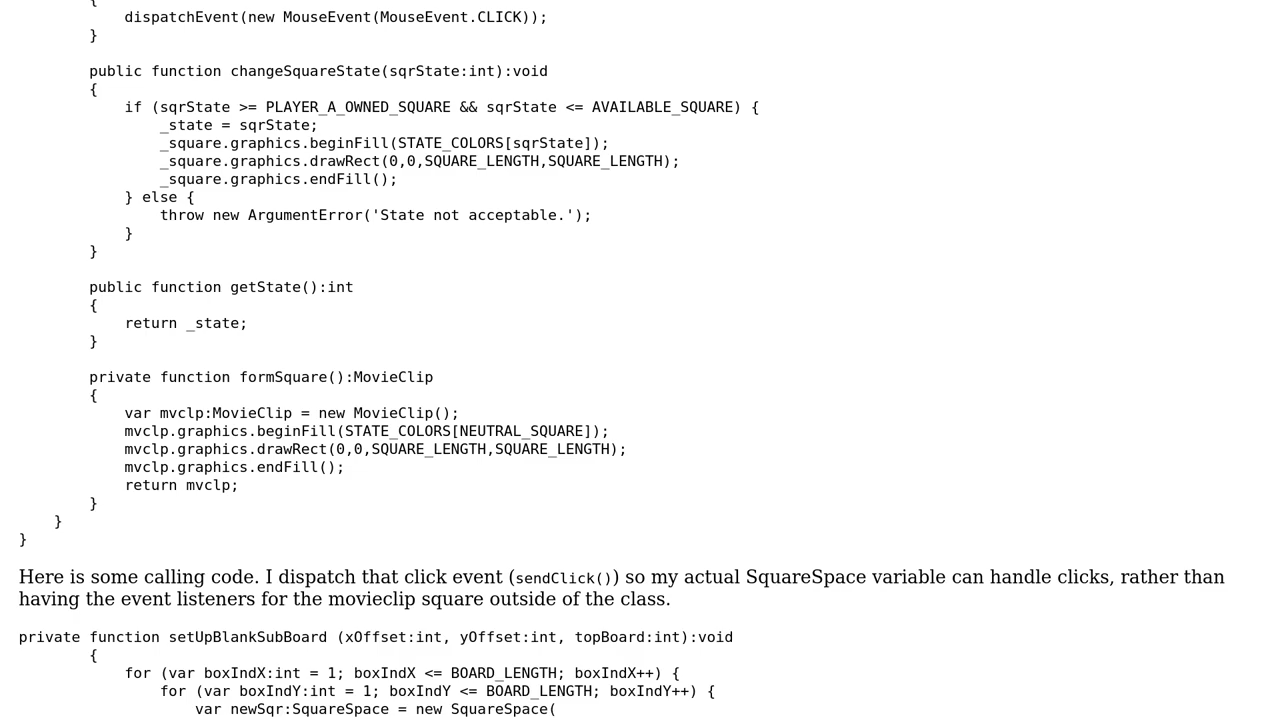 {
dispatchEvent(new MouseEvent(MouseEvent.CLICK));
}
public function changeSquareState(sqrState:int):void
{
if (sqrState >= PLAYER_A_OWNED_SQUARE && sqrState <= AVAILABLE_SQUARE) {
_state = sqrState;
_square.graphics.beginFill(STATE_COLORS[sqrState]);
_square.graphics.drawRect(0,0,SQUARE_LENGTH,SQUARE_LENGTH);
_square.graphics.endFill();
} else {
throw new ArgumentError('State not acceptable.');
}
}
public function getState():int
{
return _state;
}
private function formSquare():MovieClip
{
var mvclp:MovieClip = new MovieClip();
mvclp.graphics.beginFill(STATE_COLORS[NEUTRAL_SQUARE]);
mvclp.graphics.drawRect(0,0,SQUARE_LENGTH,SQUARE_LENGTH);
mvclp.graphics.endFill();
return mvclp;
}
}
}
Here is some calling code. I dispatch that click event (sendClick()) so my actual SquareSpace variable can handle clicks, rather than
having the event listeners for the movieclip square outside of the class.
private function setUpBlankSubBoard (xOffset:int, yOffset:int, topBoard:int):void
{
for (var boxIndX:int = 1; boxIndX <= BOARD_LENGTH; boxIndX++) {
for (var boxIndY:int = 1; boxIndY <= BOARD_LENGTH; boxIndY++) {
var newSqr:SquareSpace = new SquareSpace(